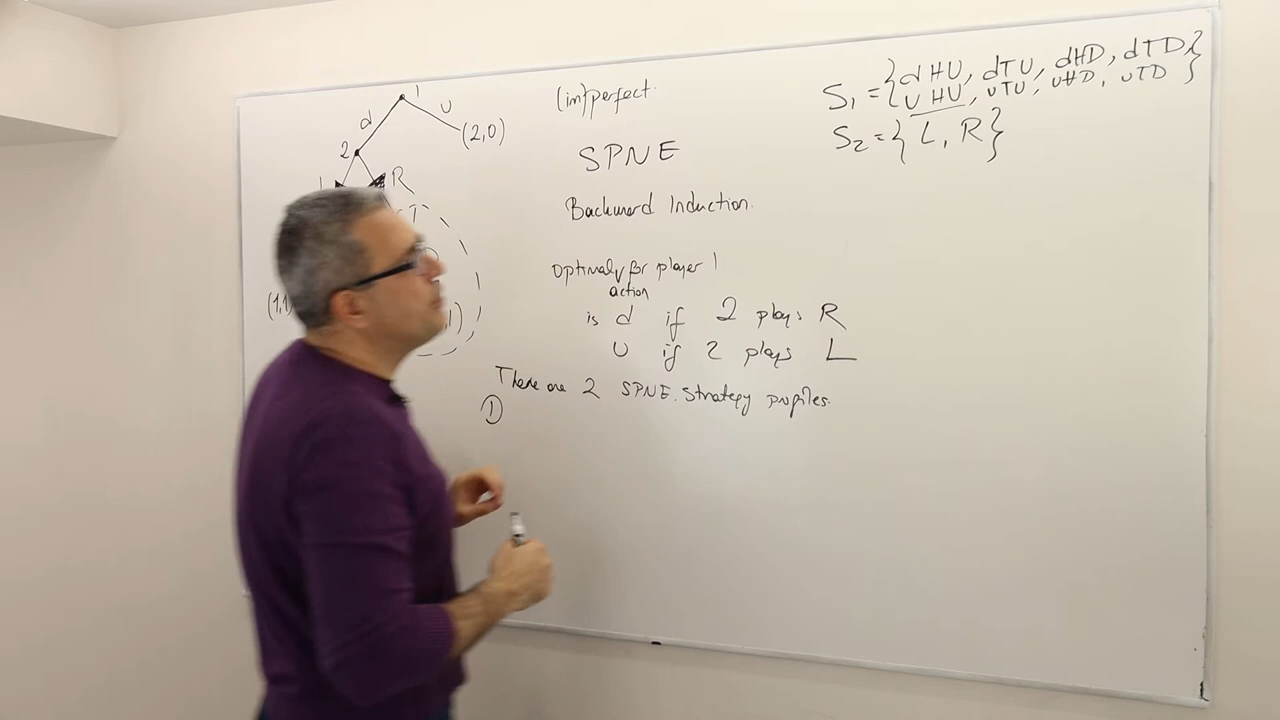 1
d
u
2
(2,0)
R
(1,1
1)
(im)perfect.
SPNE
Backward Induction.
optimaly for player 1
action
is d if 2 plays R
u if 2 plays L
There are 2 SPNE. Strategy profiles.
①
S₁ = { dHU, dTU, dHD, dTD }
uHU, uTU, uHD, uTD
S₂ = { L, R }